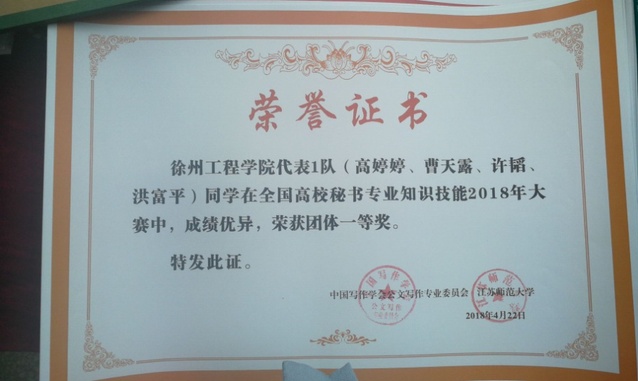 荣誉证书
徐州工程学院代表1队（高婷婷、曹天露、许韬、
洪富平）同学在全国高校秘书专业知识技能2018年大
赛中，成绩优异，荣获团体一等奖。
特发此证。
中国写作学会公文写作专业委员会 江苏师范大学
2018年4月22日